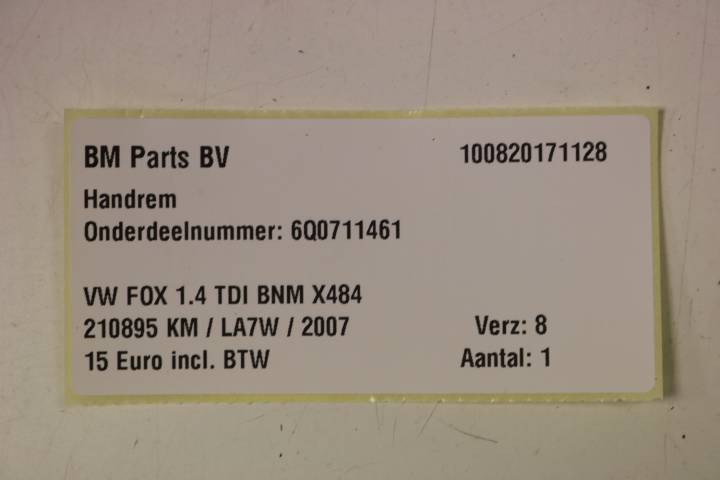 BM Parts BV 100820171128
Handrem
Onderdeelnummer: 6Q0711461
VW FOX 1.4 TDI BNM X484
210895 KM / LA7W / 2007 Verz: 8
15 Euro incl. BTW Aantal: 1